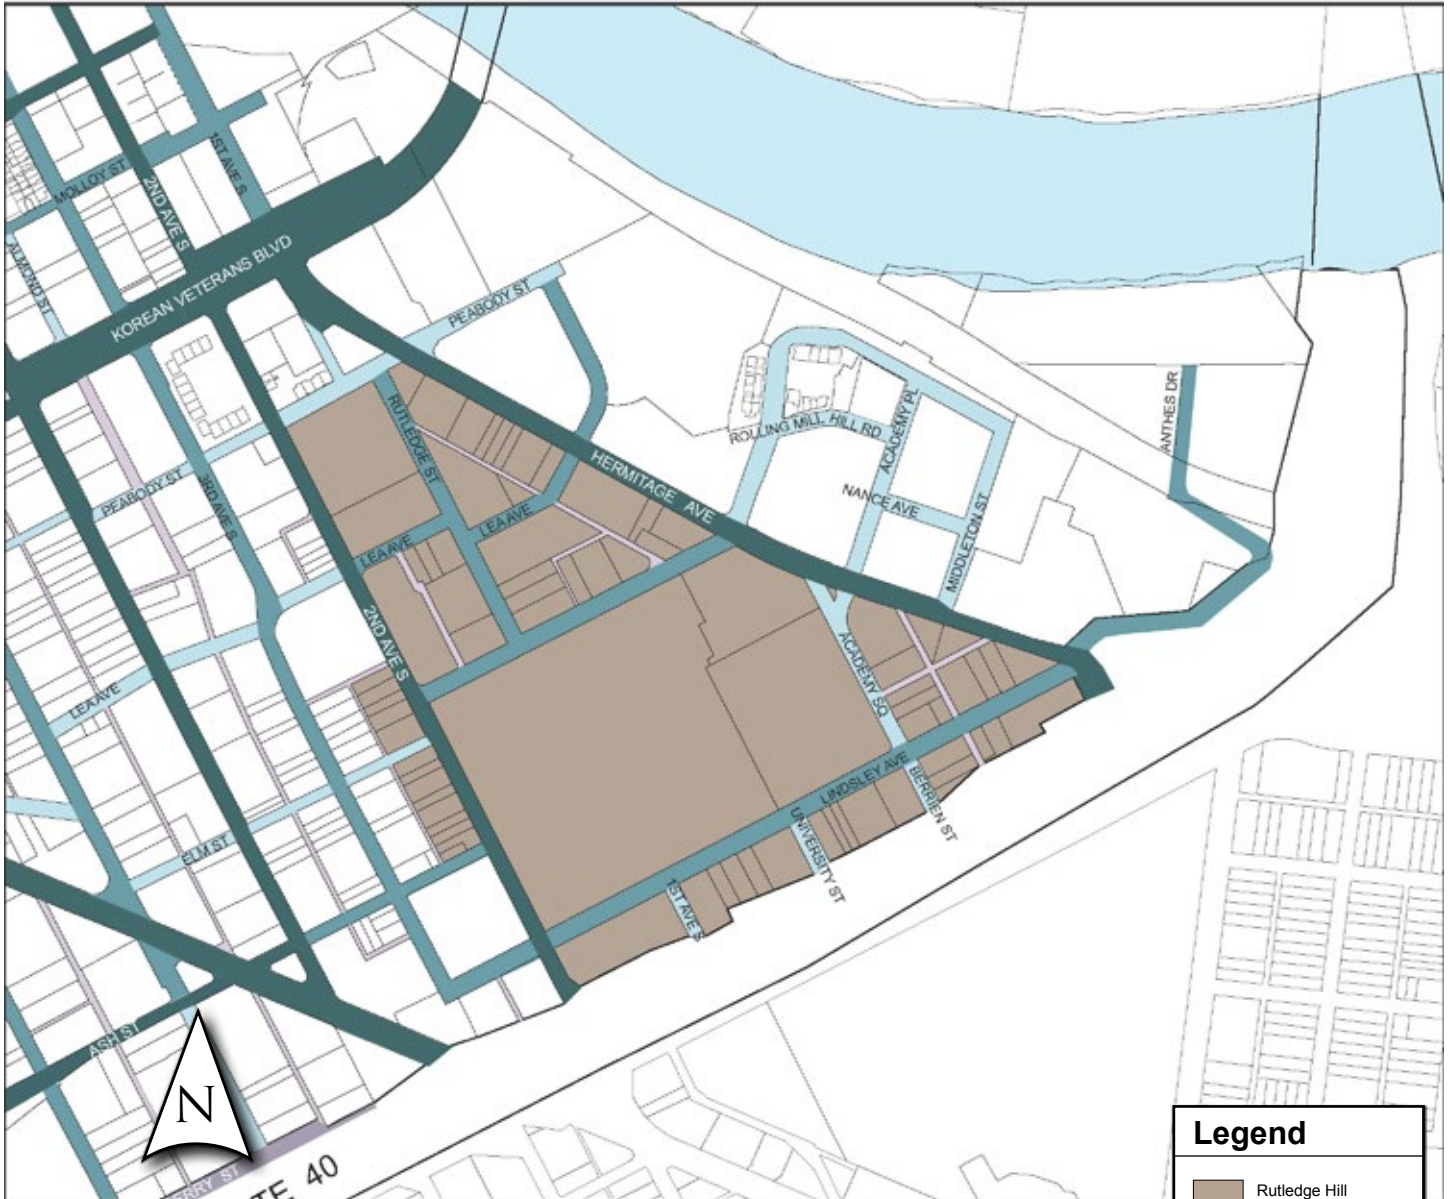 1ST AVE S
MOLLOY ST
2ND AVE S
ALMOND ST
KOREAN VETERANS BLVD
PEABODY ST
RUTLEDGE ST
ROLLING MILL HILL RD
ACADEMY PL
ANTHES DR
HERMITAGE AVE
PEABODY ST
3RD AVE S
NANCE AVE
LEA AVE
LEA AVE
MIDDLETON ST
2ND AVE S
ACADEMY SQ
LEA AVE
LINDSLEY AVE
BERRIEN ST
ELM ST
UNIVERSITY ST
1ST AVE S
ASH ST
N
40
Legend
Rutledge Hill